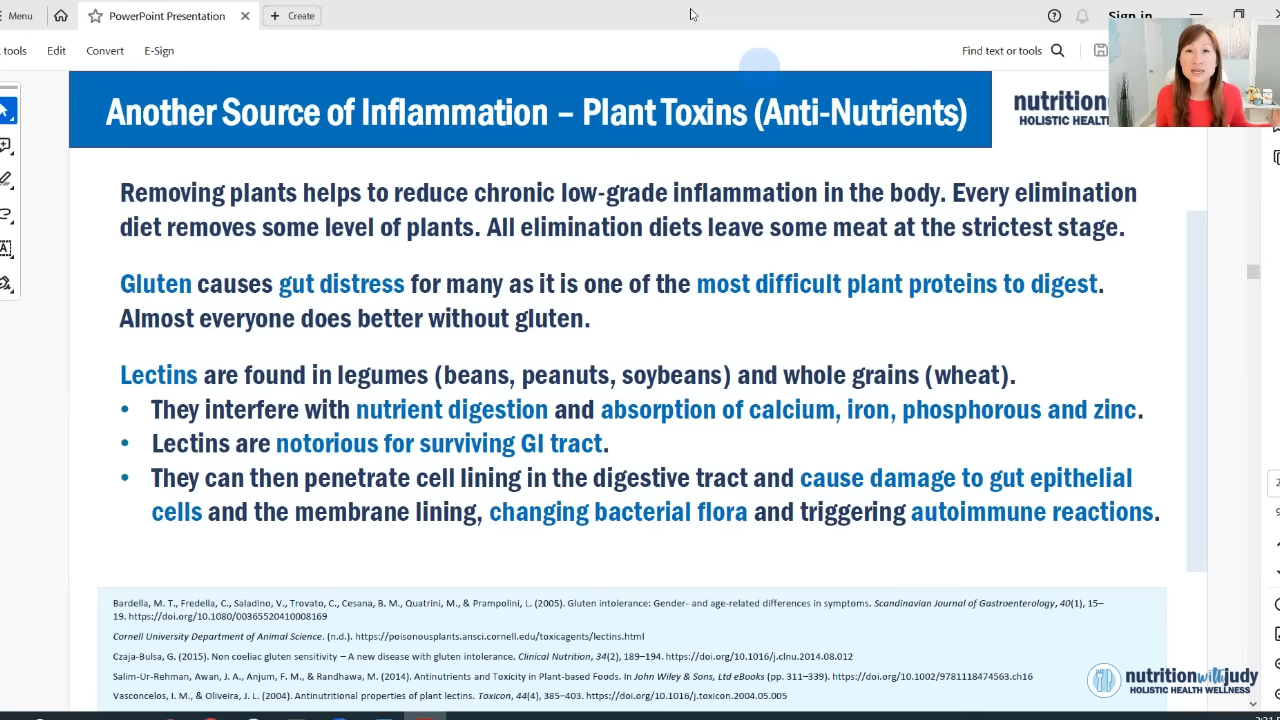 Menu
PowerPoint Presentation
Create
Sign in
tools
Edit
Convert
E-Sign
Find text or tools
Another Source of Inflammation – Plant Toxins (Anti-Nutrients)
nutrition
HOLISTIC HEALTH
Removing plants helps to reduce chronic low-grade inflammation in the body. Every elimination
diet removes some level of plants. All elimination diets leave some meat at the strictest stage.
Gluten causes gut distress for many as it is one of the most difficult plant proteins to digest.
Almost everyone does better without gluten.
Lectins are found in legumes (beans, peanuts, soybeans) and whole grains (wheat).
• They interfere with nutrient digestion and absorption of calcium, iron, phosphorous and zinc.
• Lectins are notorious for surviving GI tract.
• They can then penetrate cell lining in the digestive tract and cause damage to gut epithelial
cells and the membrane lining, changing bacterial flora and triggering autoimmune reactions.
Bardella, M. T., Fredella, C., Saladino, V., Trovato, C., Cesana, B. M., Quatrini, M., & Prampolini, L. (2005). Gluten intolerance: Gender- and age-related differences in symptoms. Scandinavian Journal of Gastroenterology, 40(1), 15–
19. https://doi.org/10.1080/00365520410008169
Cornell University Department of Animal Science. (n.d.). https://poisonousplants.ansci.cornell.edu/toxicagents/lectins.html
Czaja-Bulsa, G. (2015). Non coeliac gluten sensitivity – A new disease with gluten intolerance. Clinical Nutrition, 34(2), 189–194. https://doi.org/10.1016/j.clnu.2014.08.012
Salim-Ur-Rehman, Awan, J. A., Anjum, F. M., & Randhawa, M. (2014). Antinutrients and Toxicity in Plant-based Foods. In John Wiley & Sons, Ltd eBooks (pp. 311–339). https://doi.org/10.1002/9781118474563.ch16
Vasconcelos, I. M., & Oliveira, J. L. (2004). Antinutritional properties of plant lectins. Toxicon, 44(4), 385–403. https://doi.org/10.1016/j.toxicon.2004.05.005
nutrition with judy
HOLISTIC HEALTH WELLNESS